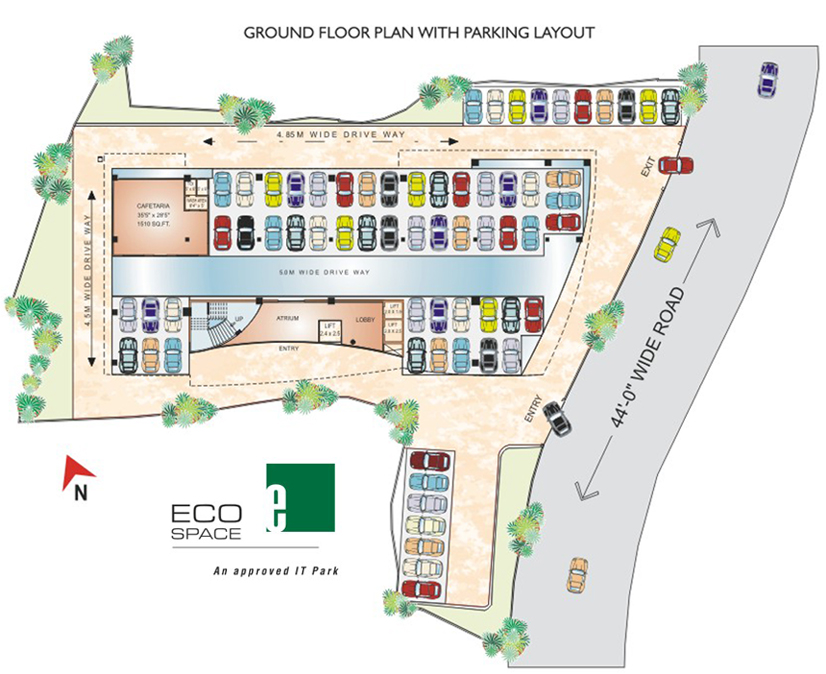 GROUND FLOOR PLAN WITH PARKING LAYOUT
4.85M WIDE DRIVE WAY
EXIT
CAFETARIA
35'5" x 28'5"
1510 SQ.FT.
4.5M WIDE DRIVE WAY
5.0M WIDE DRIVE WAY
UP
ATRIUM
LIFT
2.4 x 2.5
LOBBY
LIFT
LIFT
ENTRY
ENTRY
44'-0" WIDE ROAD
N
ECO
SPACE
e
An approved IT Park